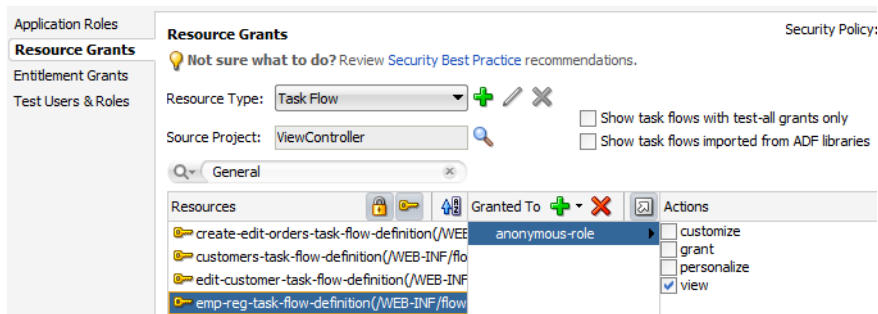 Application Roles
Resource Grants
Entitlement Grants
Test Users & Roles
Resource Grants
Security Policy:
Not sure what to do? Review Security Best Practice recommendations.
Resource Type: Task Flow
Show task flows with test-all grants only
Source Project: ViewController
Show task flows imported from ADF libraries
General
Resources
Granted To
Actions
create-edit-orders-task-flow-definition(/WEE
customers-task-flow-definition(/WEB-INF/flo
edit-customer-task-flow-definition(/WEB-INF
emp-reg-task-flow-definition(/WEB-INF/flow
anonymous-role
customize
grant
personalize
view